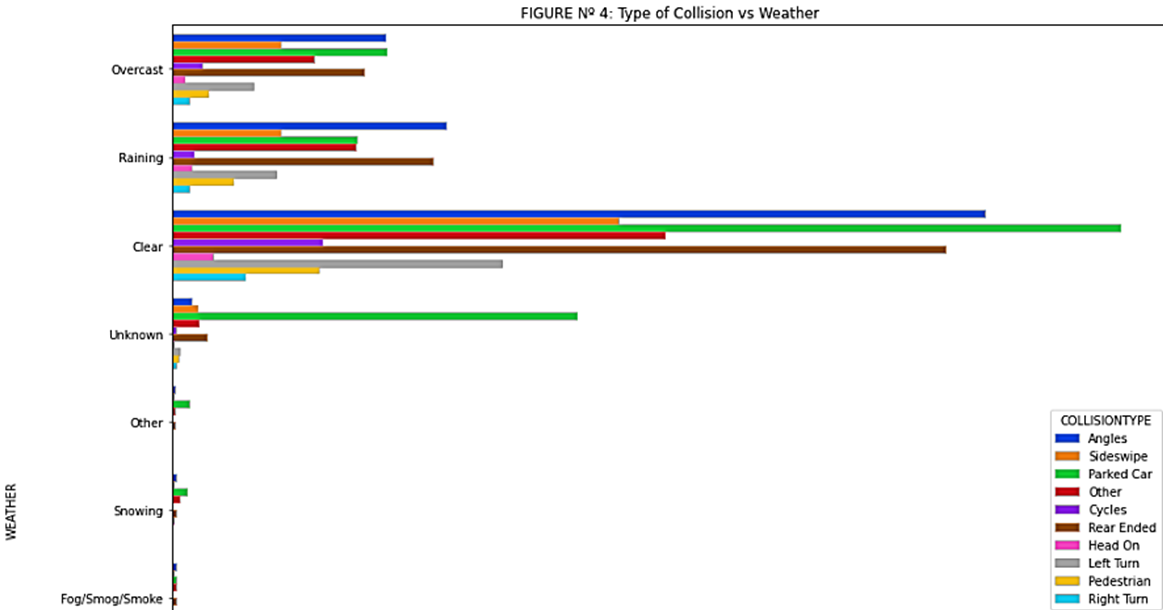 FIGURE Nº 4: Type of Collision vs Weather
Overcast
Raining
Clear
Unknown
Other
Snowing
Fog/Smog/Smoke
WEATHER
COLLISIONTYPE
Angles
Sideswipe
Parked Car
Other
Cycles
Rear Ended
Head On
Left Turn
Pedestrian
Right Turn